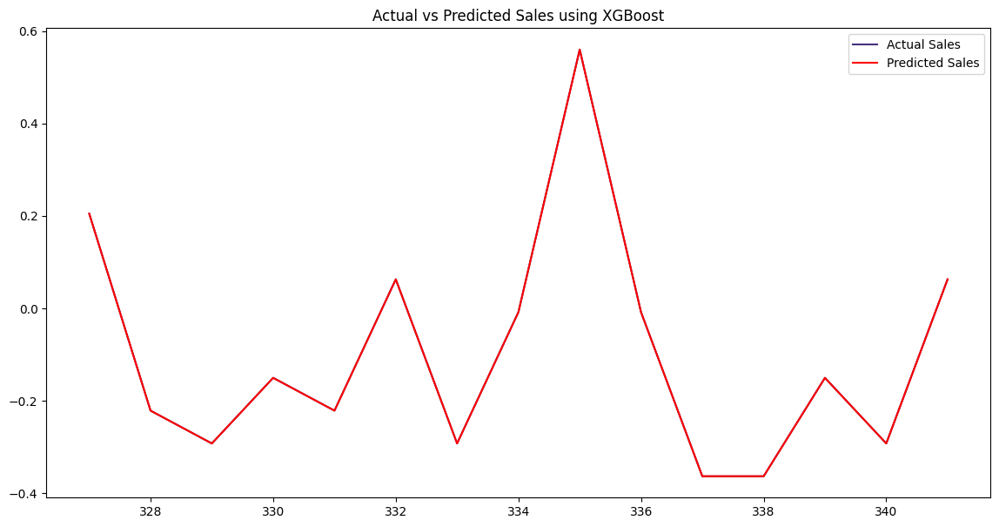 Actual vs Predicted Sales using XGBoost
Actual Sales
Predicted Sales
0.6
0.4
0.2
0.0
−0.2
−0.4
328 330 332 334 336 338 340